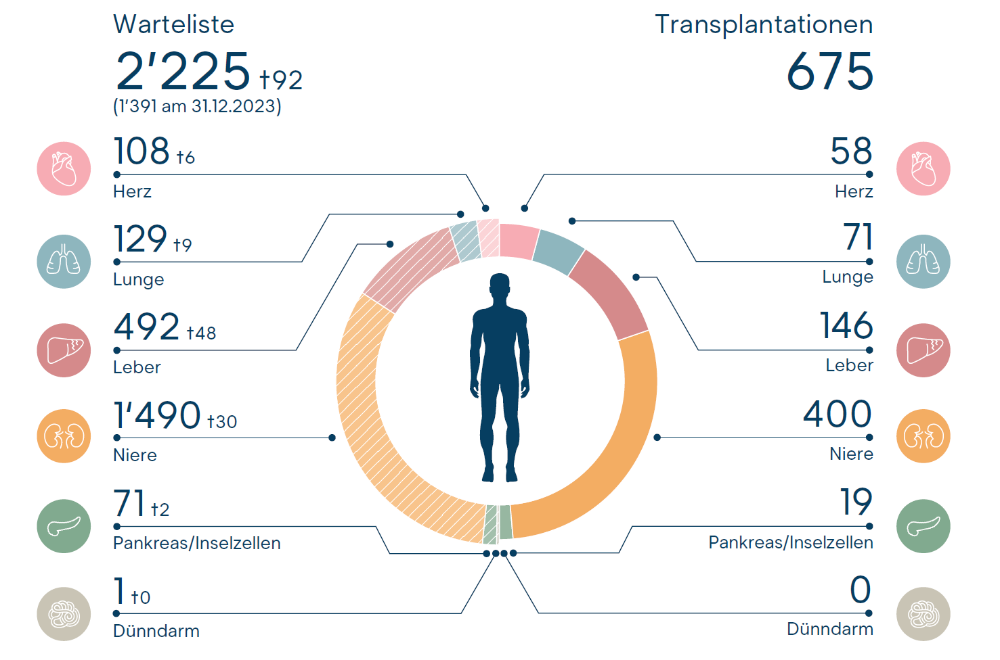 Warteliste
2’225 †92
(1’391 am 31.12.2023)
108 †6
Herz
129 †9
Lunge
492 †48
Leber
1‘490 †30
Niere
71 †2
Pankreas/Inselzellen
1 †0
Dünndarm
Transplantationen
675
58
Herz
71
Lunge
146
Leber
400
Niere
19
Pankreas/Inselzellen
0
Dünndarm